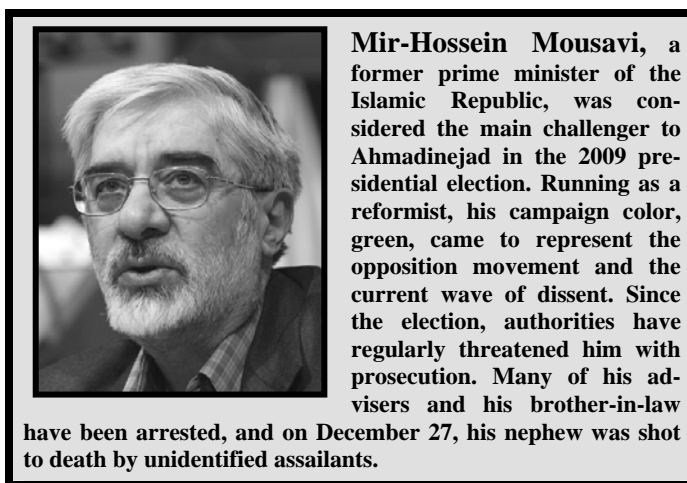 Mir-Hossein Mousavi, a
former prime minister of the
Islamic Republic, was con-
sidered the main challenger to
Ahmadinejad in the 2009 pre-
sidential election. Running as a
reformist, his campaign color,
green, came to represent the
opposition movement and the
current wave of dissent. Since
the election, authorities have
regularly threatened him with
prosecution. Many of his ad-
visers and his brother-in-law
have been arrested, and on December 27, his nephew was shot
to death by unidentified assailants.